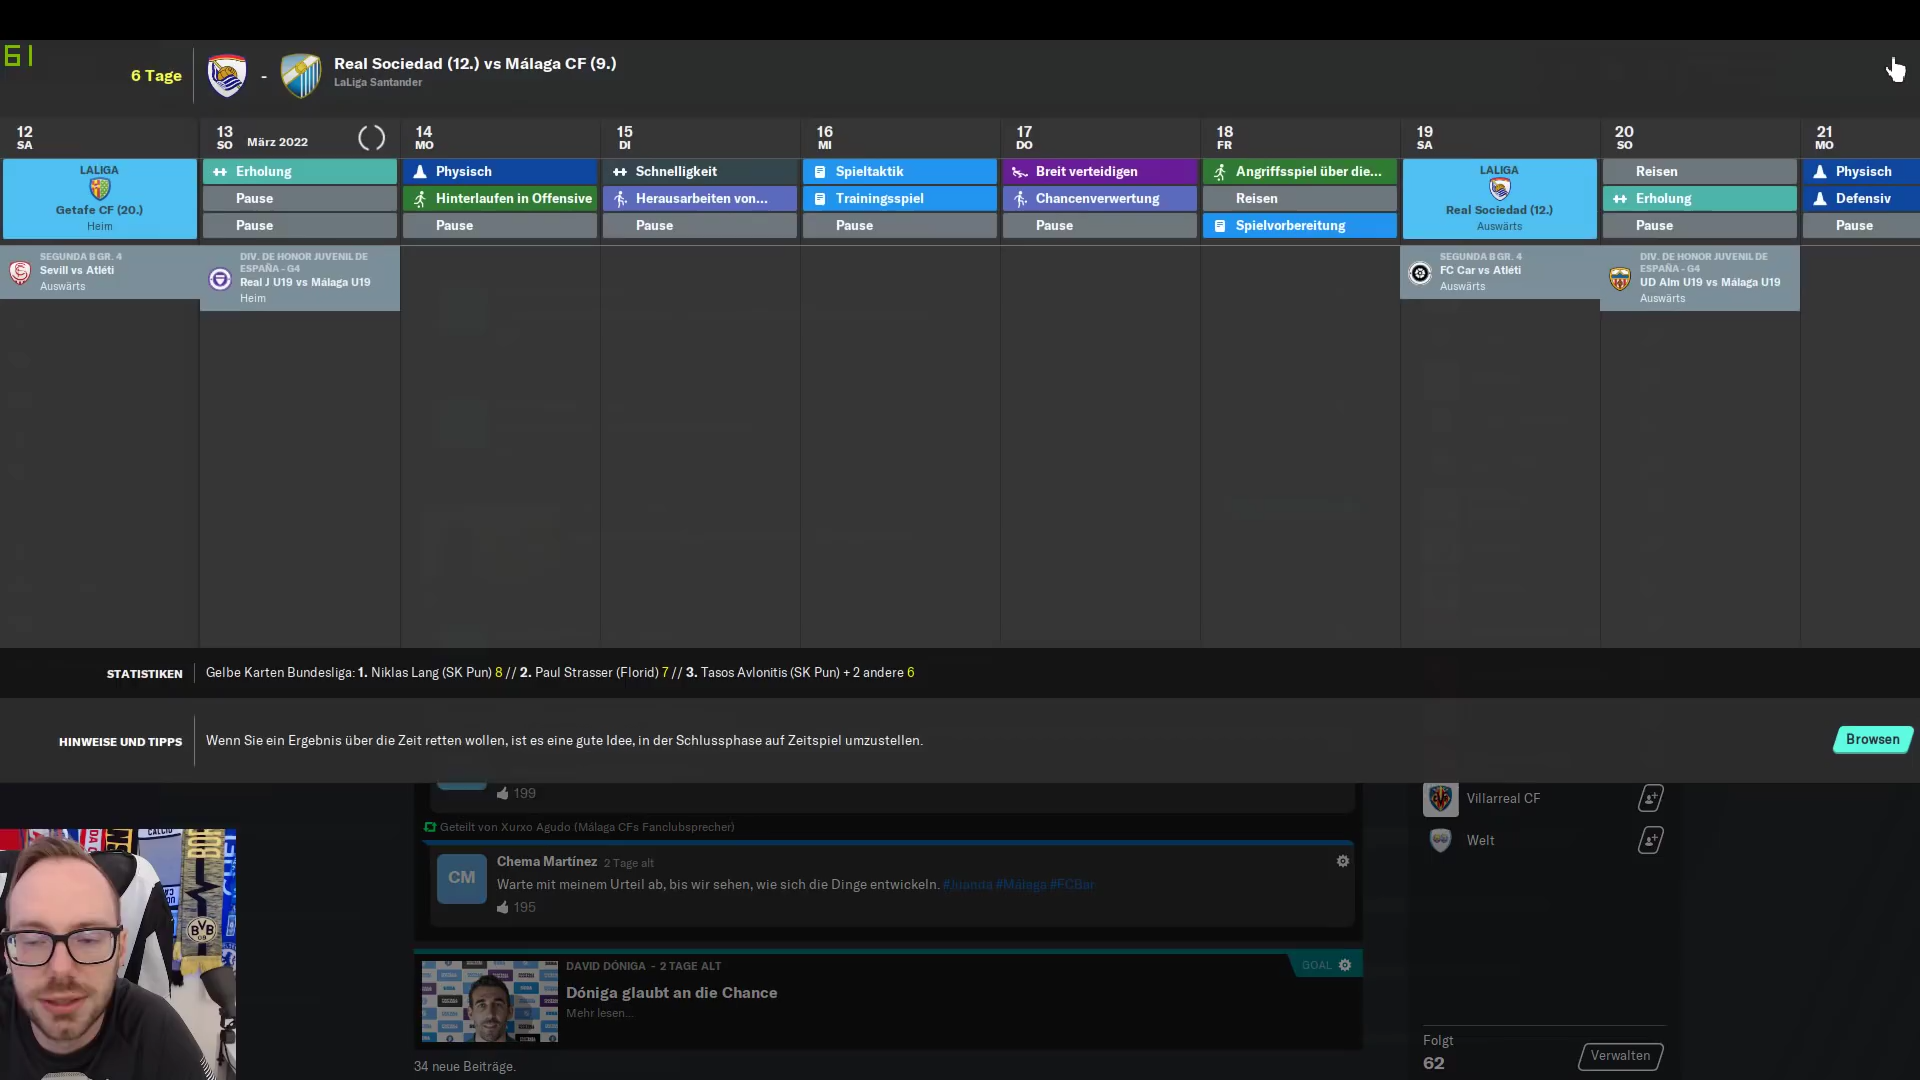 61
6 Tage
-
Real Sociedad (12.) vs Málaga CF (9.)
LaLiga Santander
12
SA
13
SO
März 2022
14
MO
15
DI
16
MI
17
DO
18
FR
19
SA
20
SO
21
MO
LALIGA
Getafe CF (20.)
Heim
Erholung
Pause
Pause
Physisch
Hinterlaufen in Offensive
Pause
Schnelligkeit
Herausarbeiten von...
Pause
Spieltaktik
Trainingsspiel
Pause
Breit verteidigen
Chancenverwertung
Pause
Angriffsspiel über die...
Reisen
Spielvorbereitung
LALIGA
Real Sociedad (12.)
Auswärts
Reisen
Erholung
Pause
Physisch
Defensiv
Pause
SEGUNDA B GR. 4
Sevill vs Atléti
Auswärts
DIV. DE HONOR JUVENIL DE
ESPAÑA - G4
Real J U19 vs Málaga U19
Heim
SEGUNDA B GR. 4
FC Car vs Atléti
Auswärts
DIV. DE HONOR JUVENIL DE
ESPAÑA - G4
UD Alm U19 vs Málaga U19
Auswärts
STATISTIKEN
Gelbe Karten Bundesliga: 1. Niklas Lang (SK Pun) 8 // 2. Paul Strasser (Florid) 7 // 3. Tasos Avlonitis (SK Pun) + 2 andere 6
HINWEISE UND TIPPS
Wenn Sie ein Ergebnis über die Zeit retten wollen, ist es eine gute Idee, in der Schlussphase auf Zeitspiel umzustellen.
Browsen
199
Geteilt von Xurxo Agudo (Málaga CFs Fanclubsprecher)
CM
Chema Martínez 2 Tage alt
Warte mit meinem Urteil ab, bis wir sehen, wie sich die Dinge entwickeln. #Juanda #Málaga #FCBar
195
DAVID DÓNIGA - 2 TAGE ALT
GOAL
Dóniga glaubt an die Chance
Mehr lesen...
34 neue Beiträge.
Villarreal CF
Welt
Folgt
62
Verwalten
BVB
09